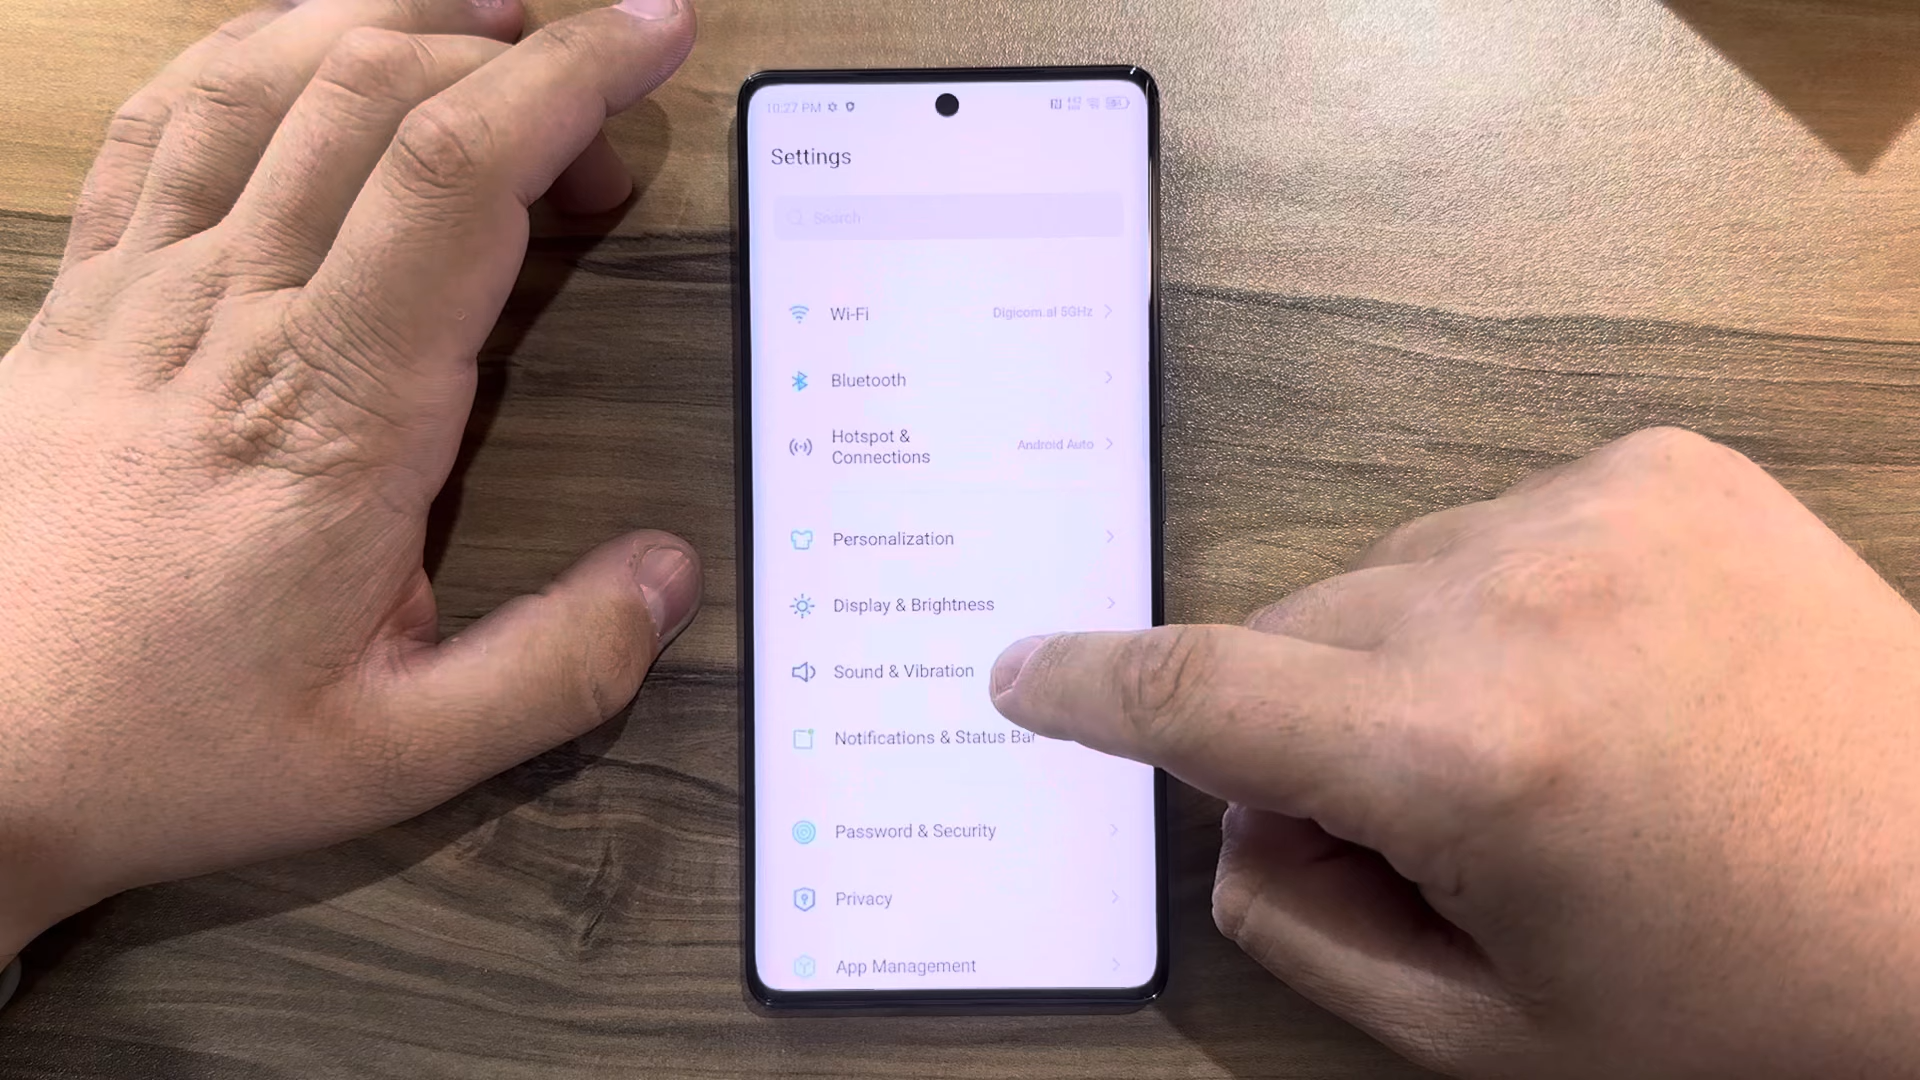 10:27 PM
Settings
Search
Wi-Fi
Digicom.al 5GHz
Bluetooth
Hotspot &
Connections
Android Auto
Personalization
Display & Brightness
Sound & Vibration
Notifications & Status Bar
Password & Security
Privacy
App Management